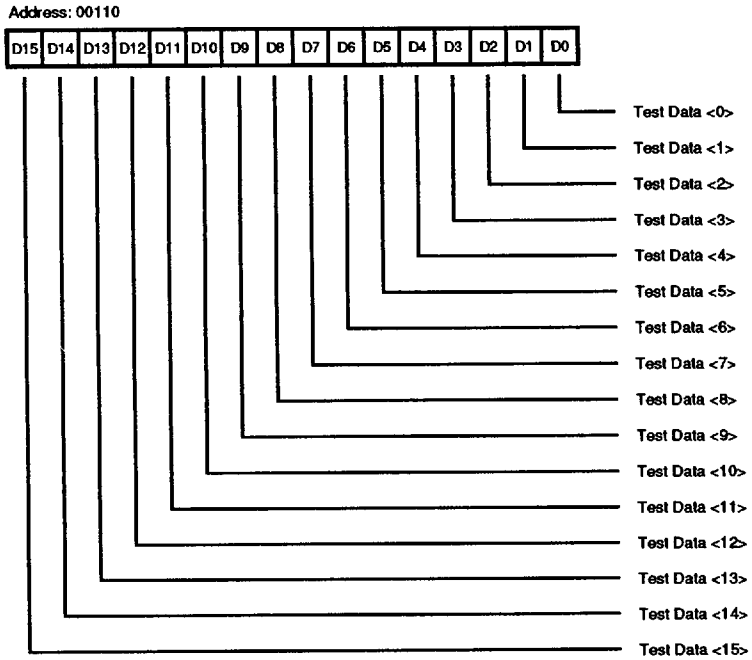 Address: 00110
D15 D14 D13 D12 D11 D10 D9 D8 D7 D6 D5 D4 D3 D2 D1 D0
Test Data <0>
Test Data <1>
Test Data <2>
Test Data <3>
Test Data <4>
Test Data <5>
Test Data <6>
Test Data <7>
Test Data <8>
Test Data <9>
Test Data <10>
Test Data <11>
Test Data <12>
Test Data <13>
Test Data <14>
Test Data <15>